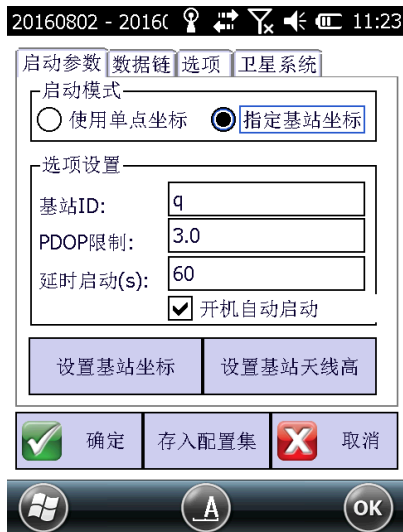 20160802 - 2016 11:23
启动参数 数据链 选项 卫星系统
启动模式
使用单点坐标 指定基站坐标
选项设置
基站ID: q
PDOP限制: 3.0
延时启动(s): 60
开机自动启动
设置基站坐标 设置基站天线高
确定 存入配置集 取消
A OK